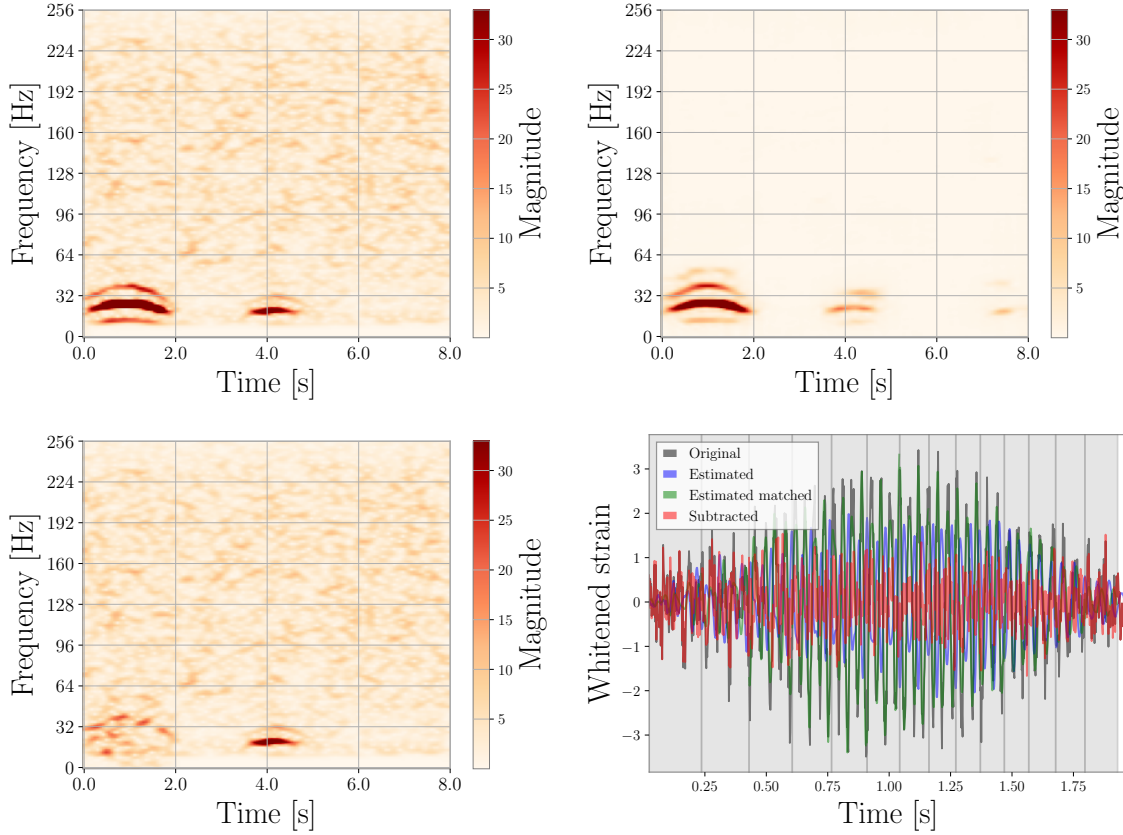 256
224
192
160
128
96
64
32
0
Frequency [Hz]
0.0 2.0 4.0 6.0 8.0
Time [s]
30
25
20
15
10
5
Magnitude
256
224
192
160
128
96
64
32
0
Frequency [Hz]
0.0 2.0 4.0 6.0 8.0
Time [s]
30
25
20
15
10
5
Magnitude
256
224
192
160
128
96
64
32
0
Frequency [Hz]
0.0 2.0 4.0 6.0 8.0
Time [s]
30
25
20
15
10
5
Magnitude
Original
Estimated
Estimated matched
Subtracted
3
2
1
0
−1
−2
−3
Whitened strain
0.25 0.50 0.75 1.00 1.25 1.50 1.75
Time [s]